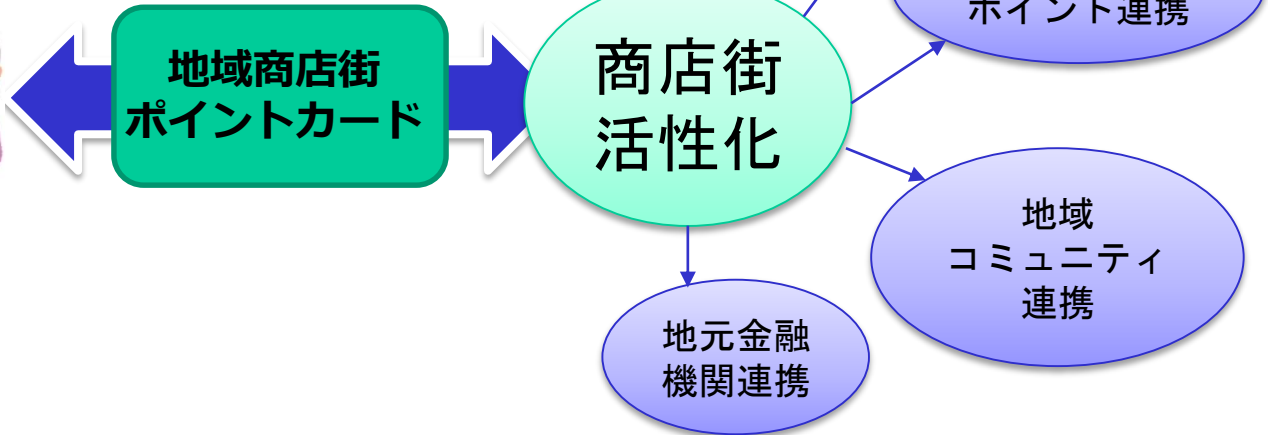 ポイント連携
地域商店街
ポイントカード
商店街
活性化
地域
コミュニティ
連携
地元金融
機関連携